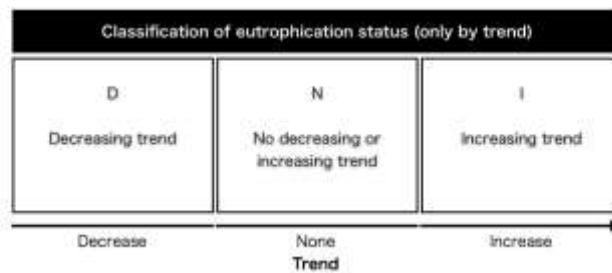 Classification of eutrophication status (only by trend)
D
N
I
Decreasing trend
No decreasing or
increasing trend
Increasing trend
Decrease
None
Increase
Trend